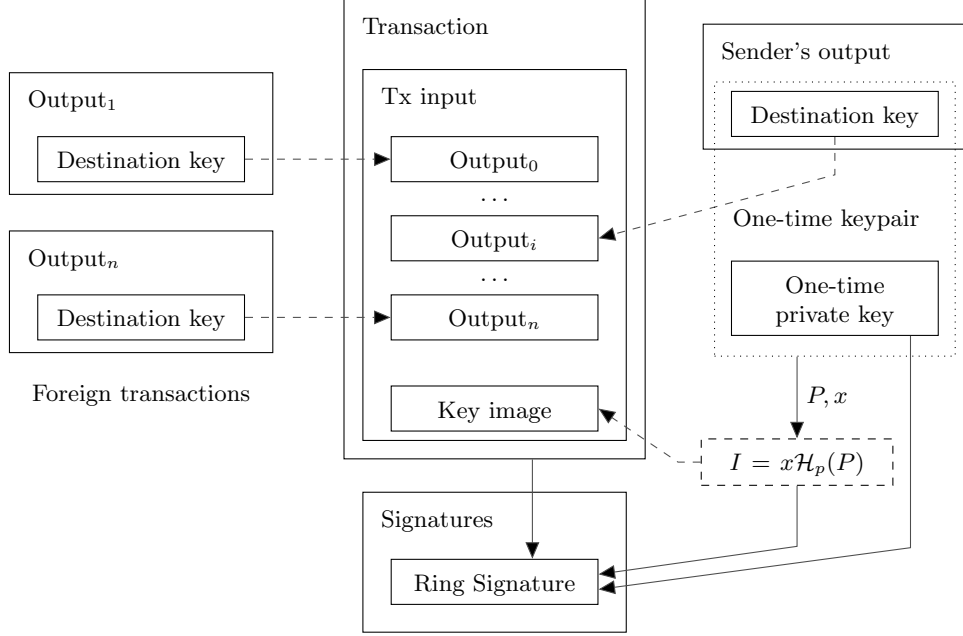 Transaction
Sender's output
Output₁
Tx input
Destination key
Destination key
Output₀
...
One-time keypair
Outputₙ
Outputᵢ
...
One-time
private key
Destination key
Outputₙ
Foreign transactions
P, x
Key image
I = xℋₚ(P)
Signatures
Ring Signature